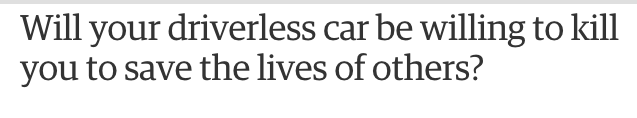 Will your driverless car be willing to kill
you to save the lives of others?